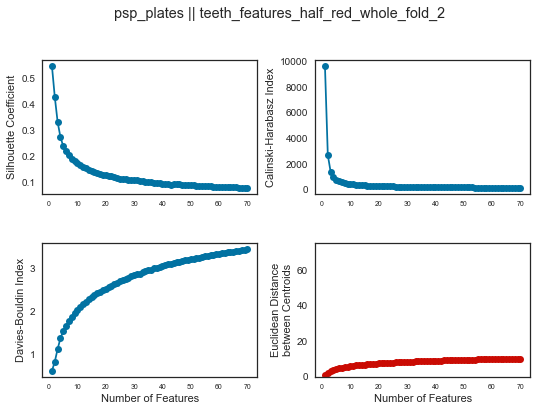 psp_plates || teeth_features_half_red_whole_fold_2
Silhouette Coefficient
0.5
0.4
0.3
0.2
0.1
0 10 20 30 40 50 60 70
Calinski-Harabasz Index
10000
8000
6000
4000
2000
0
0 10 20 30 40 50 60 70
Davies-Bouldin Index
3
2
1
0 10 20 30 40 50 60 70
Number of Features
Euclidean Distance
between Centroids
60
40
20
0
0 10 20 30 40 50 60 70
Number of Features